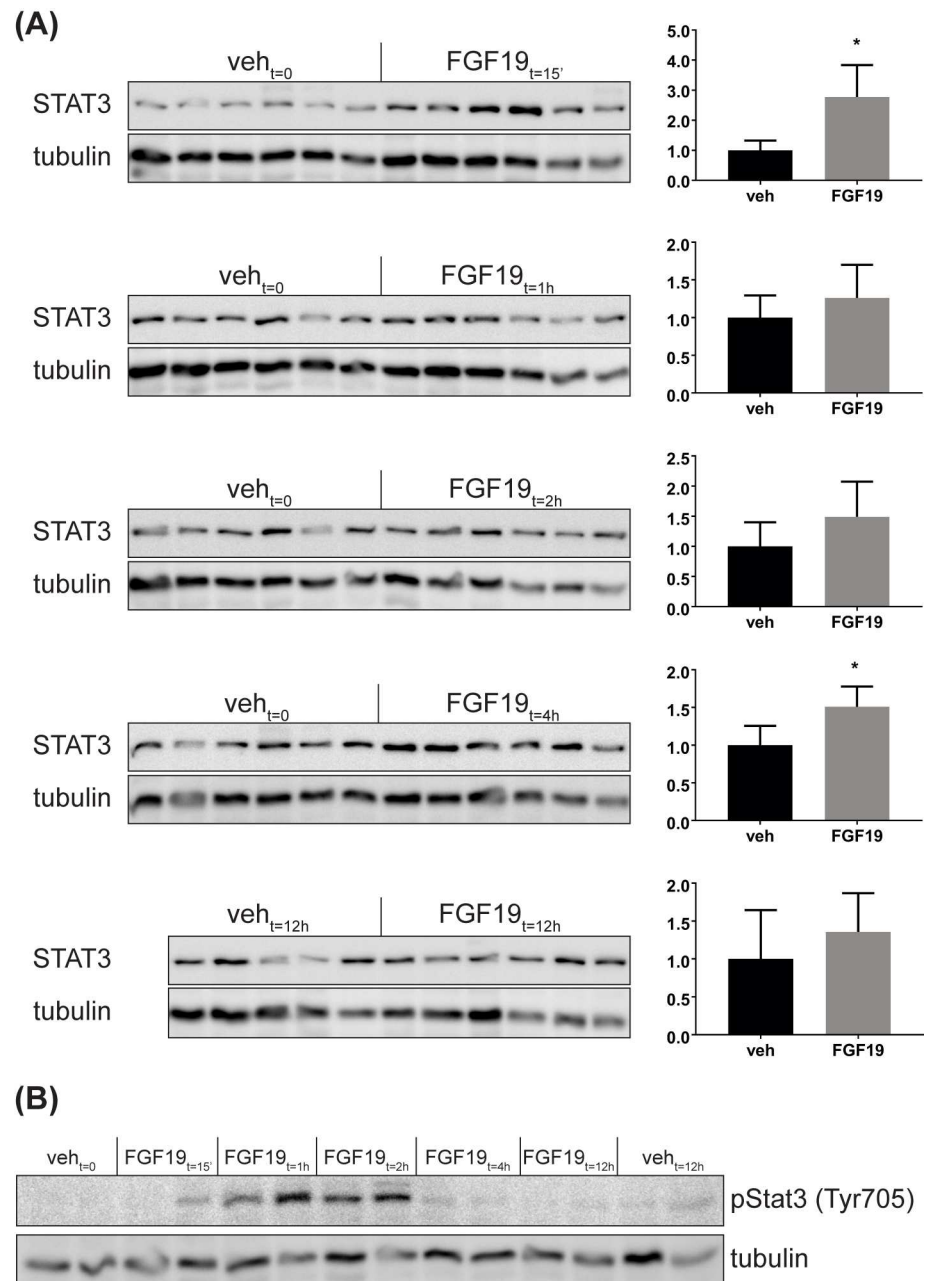 (A)
veh t=0 FGF19 t=15'
STAT3
tubulin
*
5.0
4.0
3.0
2.0
1.0
0.0
veh FGF19
veh t=0 FGF19 t=1h
STAT3
tubulin
2.0
1.5
1.0
0.5
0.0
veh FGF19
veh t=0 FGF19 t=2h
STAT3
tubulin
2.5
2.0
1.5
1.0
0.5
0.0
veh FGF19
veh t=0 FGF19 t=4h
STAT3
tubulin
*
2.0
1.5
1.0
0.5
0.0
veh FGF19
veh t=12h FGF19 t=12h
STAT3
tubulin
2.0
1.5
1.0
0.5
0.0
veh FGF19
(B)
veh t=0 FGF19 t=15' FGF19 t=1h FGF19 t=2h FGF19 t=4h FGF19 t=12h veh t=12h
pStat3 (Tyr705)
tubulin